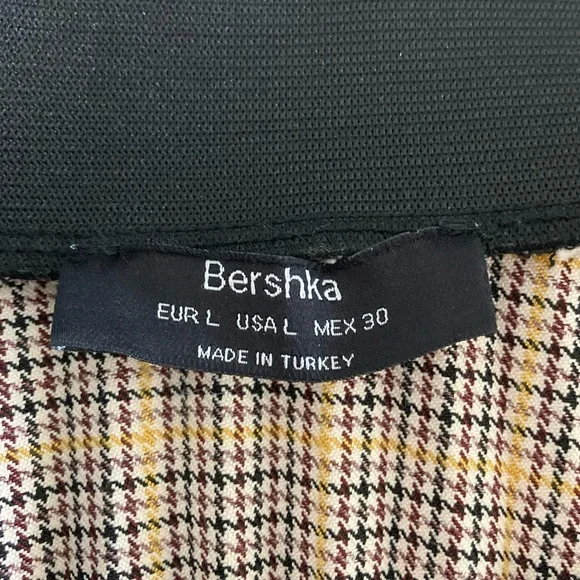 Bershka
EUR L USA L MEX 30
MADE IN TURKEY